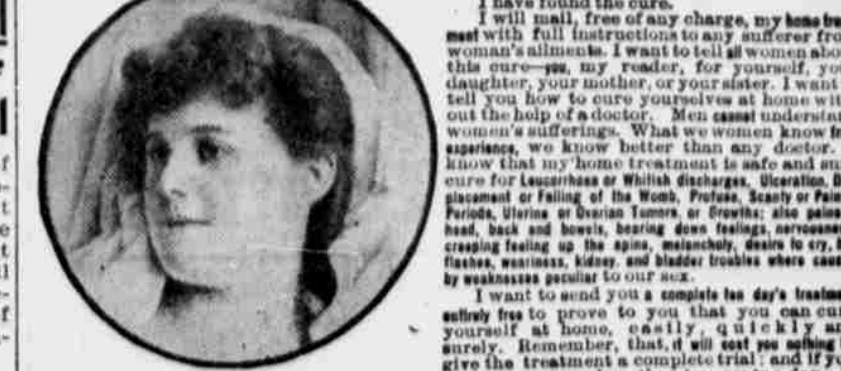 I have found the cure.
I will mail, free of any charge, my home trea
ment with full instructions to any sufferer fro
woman's ailments. I want to tell all women abou
this cure—you, my reader, for yourself, you
daughter, your mother, or your sister. I want
tell you how to cure yourselves at home with
out the help of a doctor. Men cannot understan
women's sufferings. What we women know fr
experience, we know better than any doctor.
know that my home treatment is safe and su
cure for Leucorrhoea or Whitish discharges, Ulceration, D
placement or Falling of the Womb, Profuse, Scanty or Pain
Periods, Uterine or Ovarian Tumors, or Growths; also pains
head, back and bowels, bearing down feelings, nervousnes
creeping feeling up the spine, melancholy, desire to cry, h
flashes, weariness, kidney, and bladder troubles where caus
by weaknesses peculiar to our sex.
I want to send you a complete ten day's treatme
entirely free to prove to you that you can cur
yourself at home, easily, quickly an
surely. Remember, that, it will cost you nothing
give the treatment a complete trial; and if yo